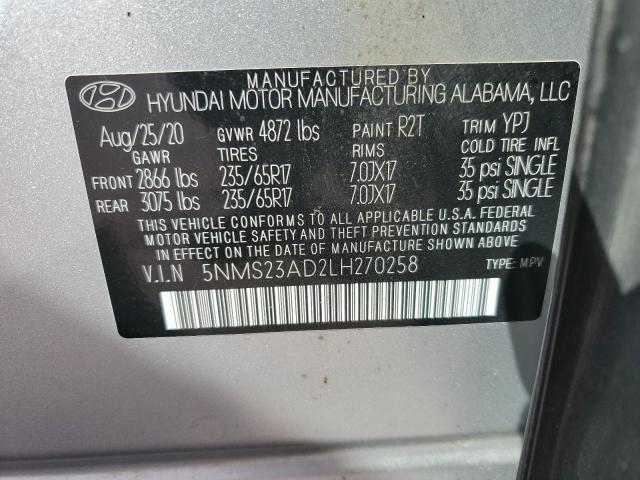 MANUFACTURED BY
HYUNDAI MOTOR MANUFACTURING ALABAMA, LLC
Aug/25/20 GVWR 4872 lbs PAINT R2T TRIM YPJ
GAWR TIRES RIMS COLD TIRE INFL
FRONT 2866 lbs 235/65R17 7.0JX17 35 psi SINGLE
REAR 3075 lbs 235/65R17 7.0JX17 35 psi SINGLE
THIS VEHICLE CONFORMS TO ALL APPLICABLE U.S.A. FEDERAL
MOTOR VEHICLE SAFETY AND THEFT PREVENTION STANDARDS
IN EFFECT ON THE DATE OF MANUFACTURE SHOWN ABOVE.
V.I.N 5NMS23AD2LH270258 TYPE: MPV